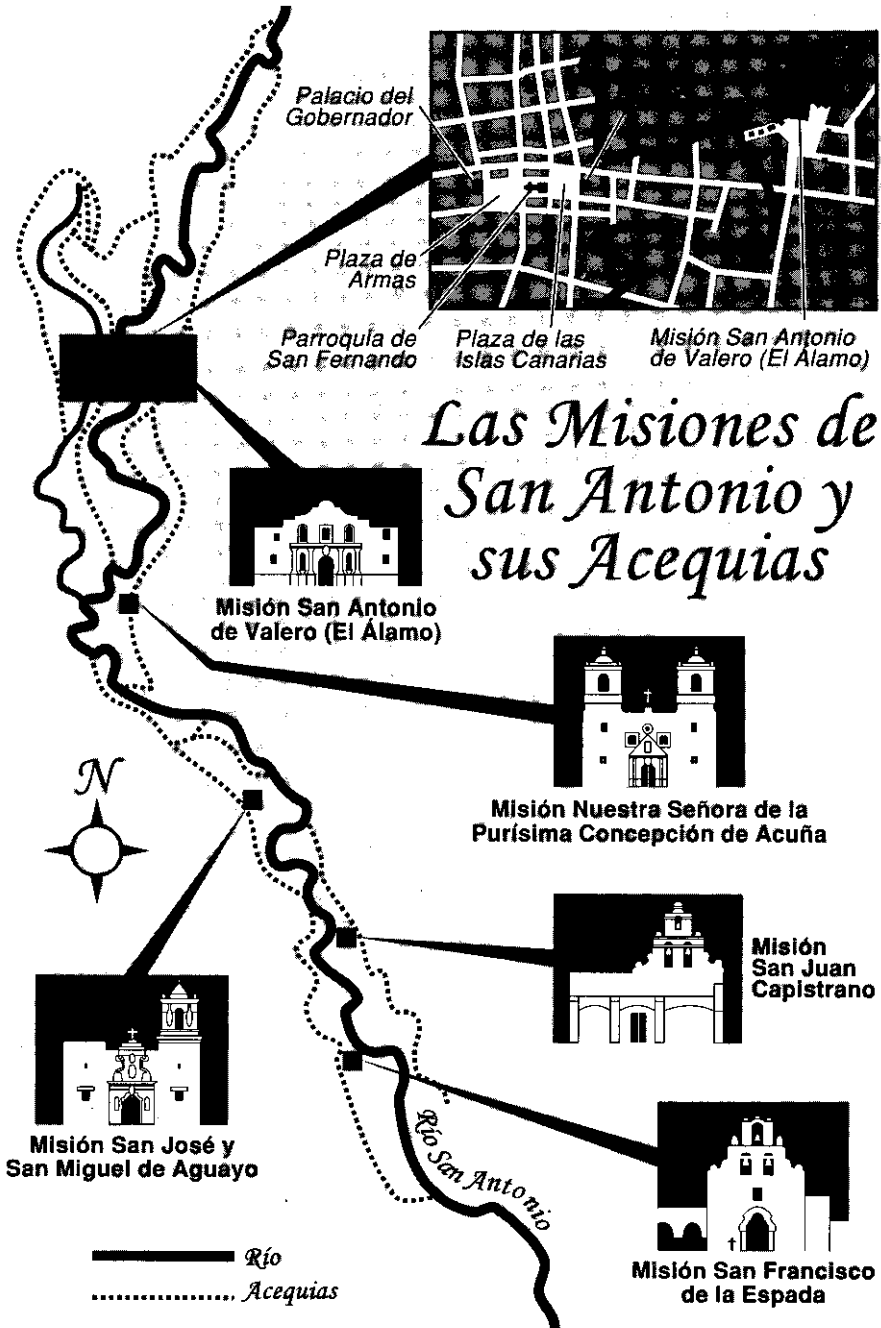 Palacio del
Gobernador
Plaza de
Armas
Parroquia de
San Fernando
Plaza de las
Islas Canarias
Misión San Antonio
de Valero (El Álamo)
Las Misiones de
San Antonio y
sus Acequias
Misión San Antonio
de Valero (El Álamo)
Misión Nuestra Señora de la
Purísima Concepción de Acuña
N
Misión
San Juan
Capistrano
Misión San José y
San Miguel de Aguayo
Río San Antonio
Misión San Francisco
de la Espada
Río
Acequias